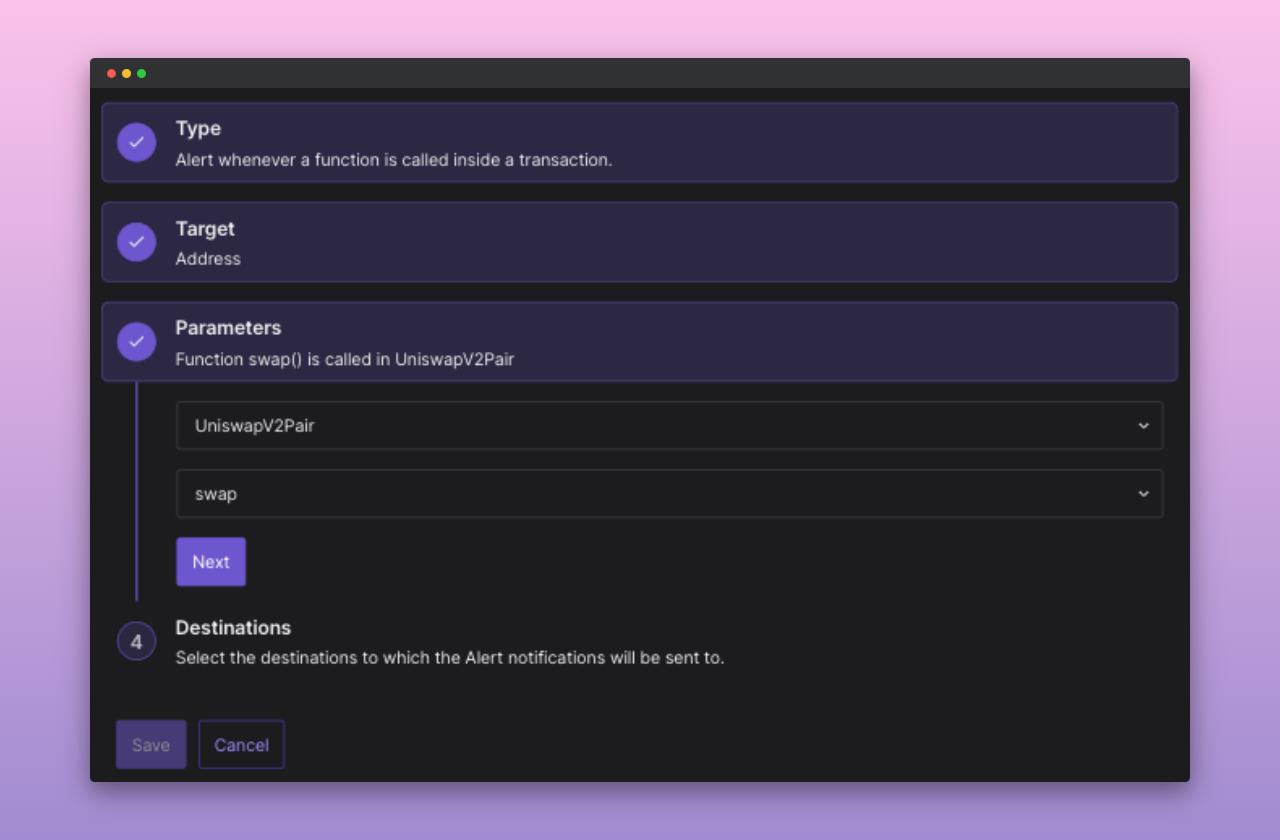 Type
Alert whenever a function is called inside a transaction.
Target
Address
Parameters
Function swap() is called in UniswapV2Pair
UniswapV2Pair
swap
Next
4
Destinations
Select the destinations to which the Alert notifications will be sent to.
Save
Cancel